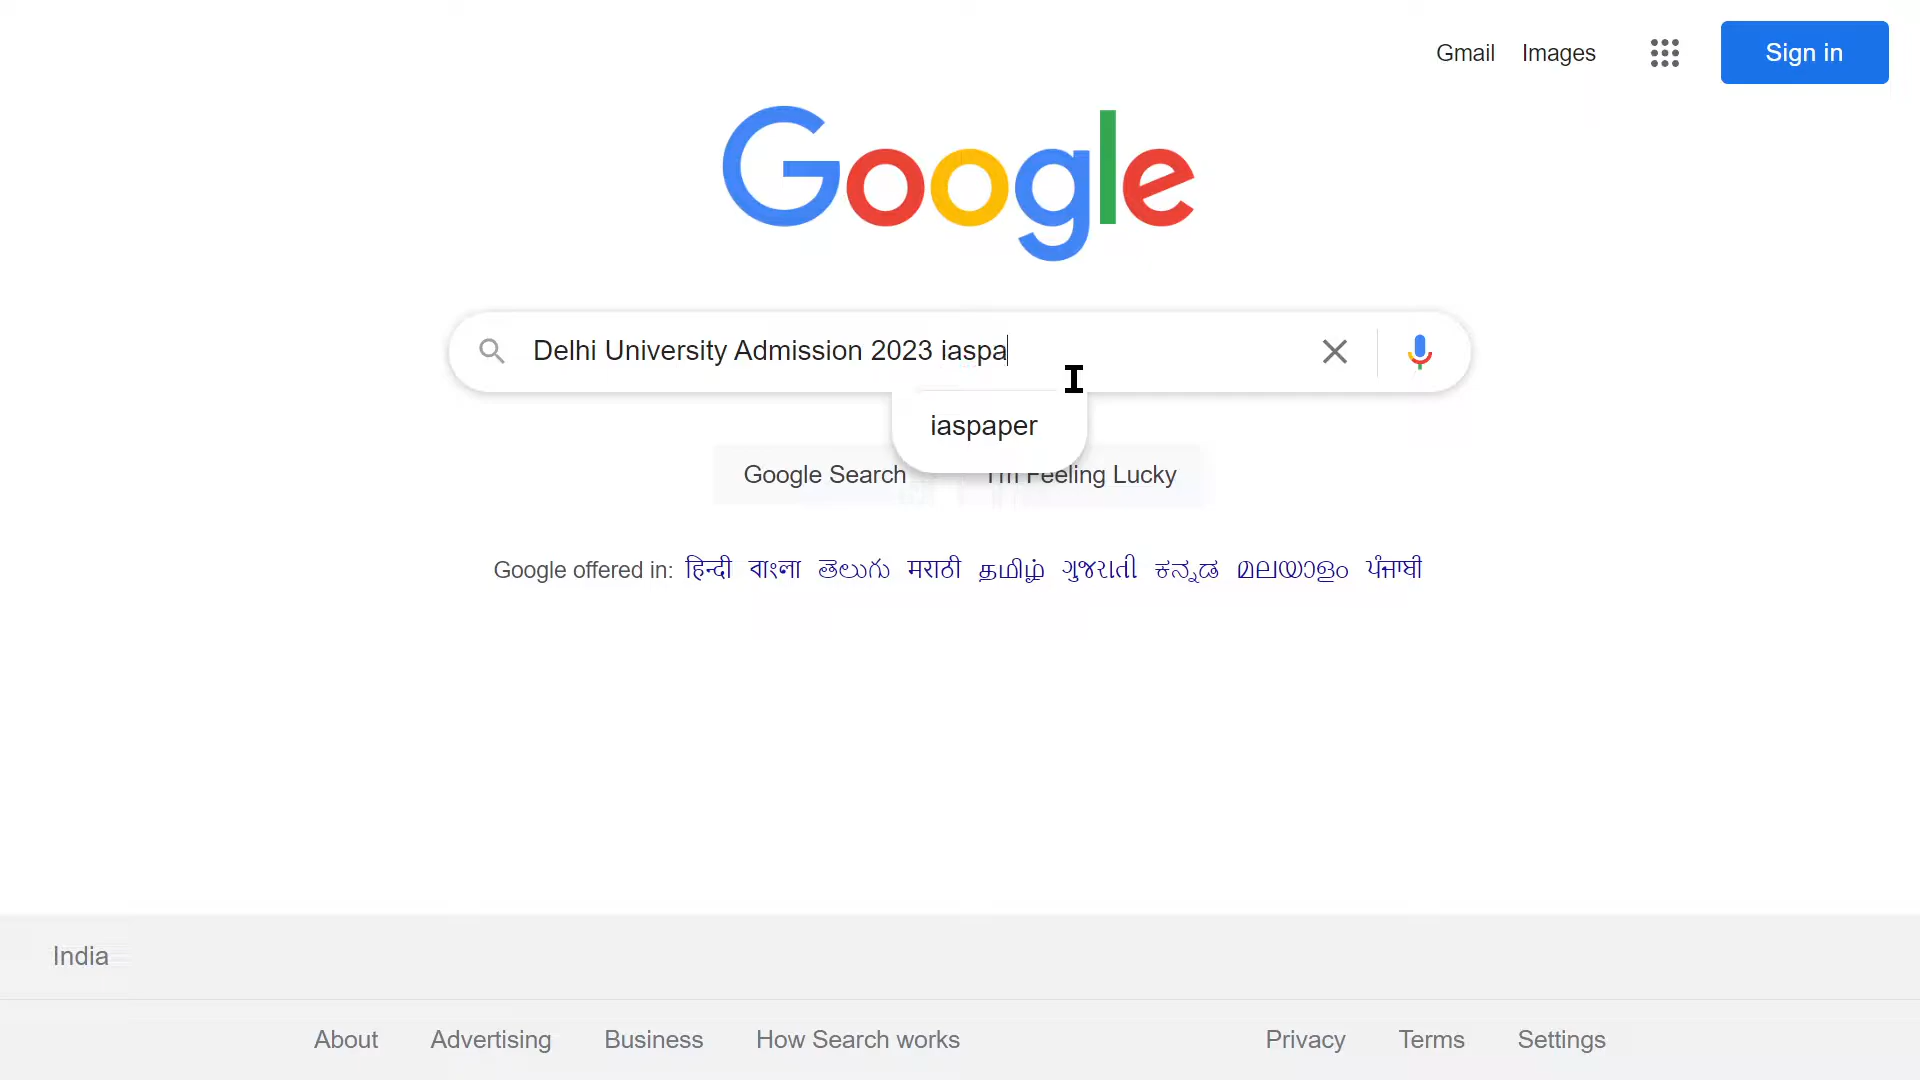 Gmail Images Sign in
Google
Delhi University Admission 2023 iaspa
iaspaper
Google Search I'm Feeling Lucky
Google offered in: हिन्दी বাংলা తెలుగు मराठी தமிழ் ગુજરાતી ಕನ್ನಡ മലയാളം ਪੰਜਾਬੀ
India
About Advertising Business How Search works Privacy Terms Settings